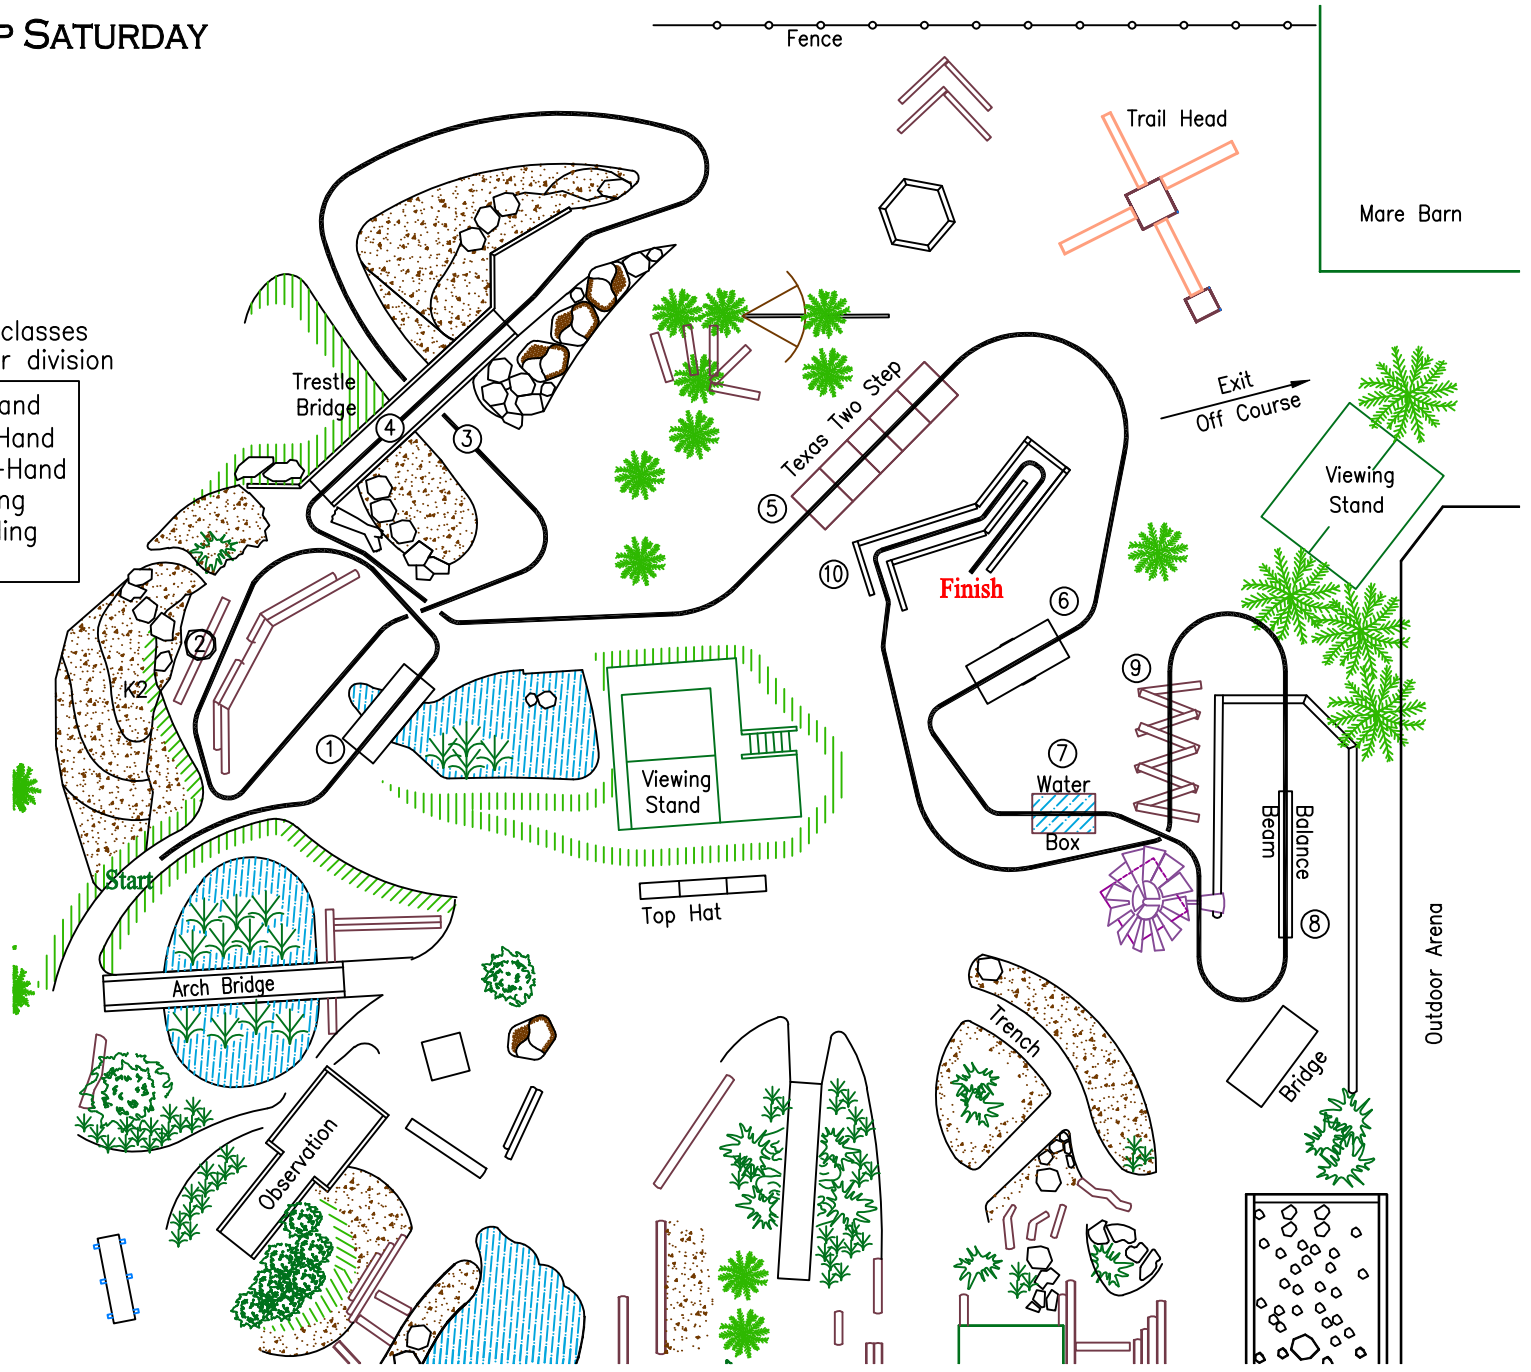 P SATURDAY
Fence
Trail Head
Mare Barn
classes
r division
and
Hand
-Hand
ng
ling
Trestle
Bridge
4
3
Texas Two Step
5
Exit
Off Course
Viewing
Stand
10
Finish
6
2
K2
9
1
7
Water
Box
Viewing
Stand
Balance
Beam
Start
Top Hat
8
Outdoor Arena
Arch Bridge
Trench
Bridge
Observation